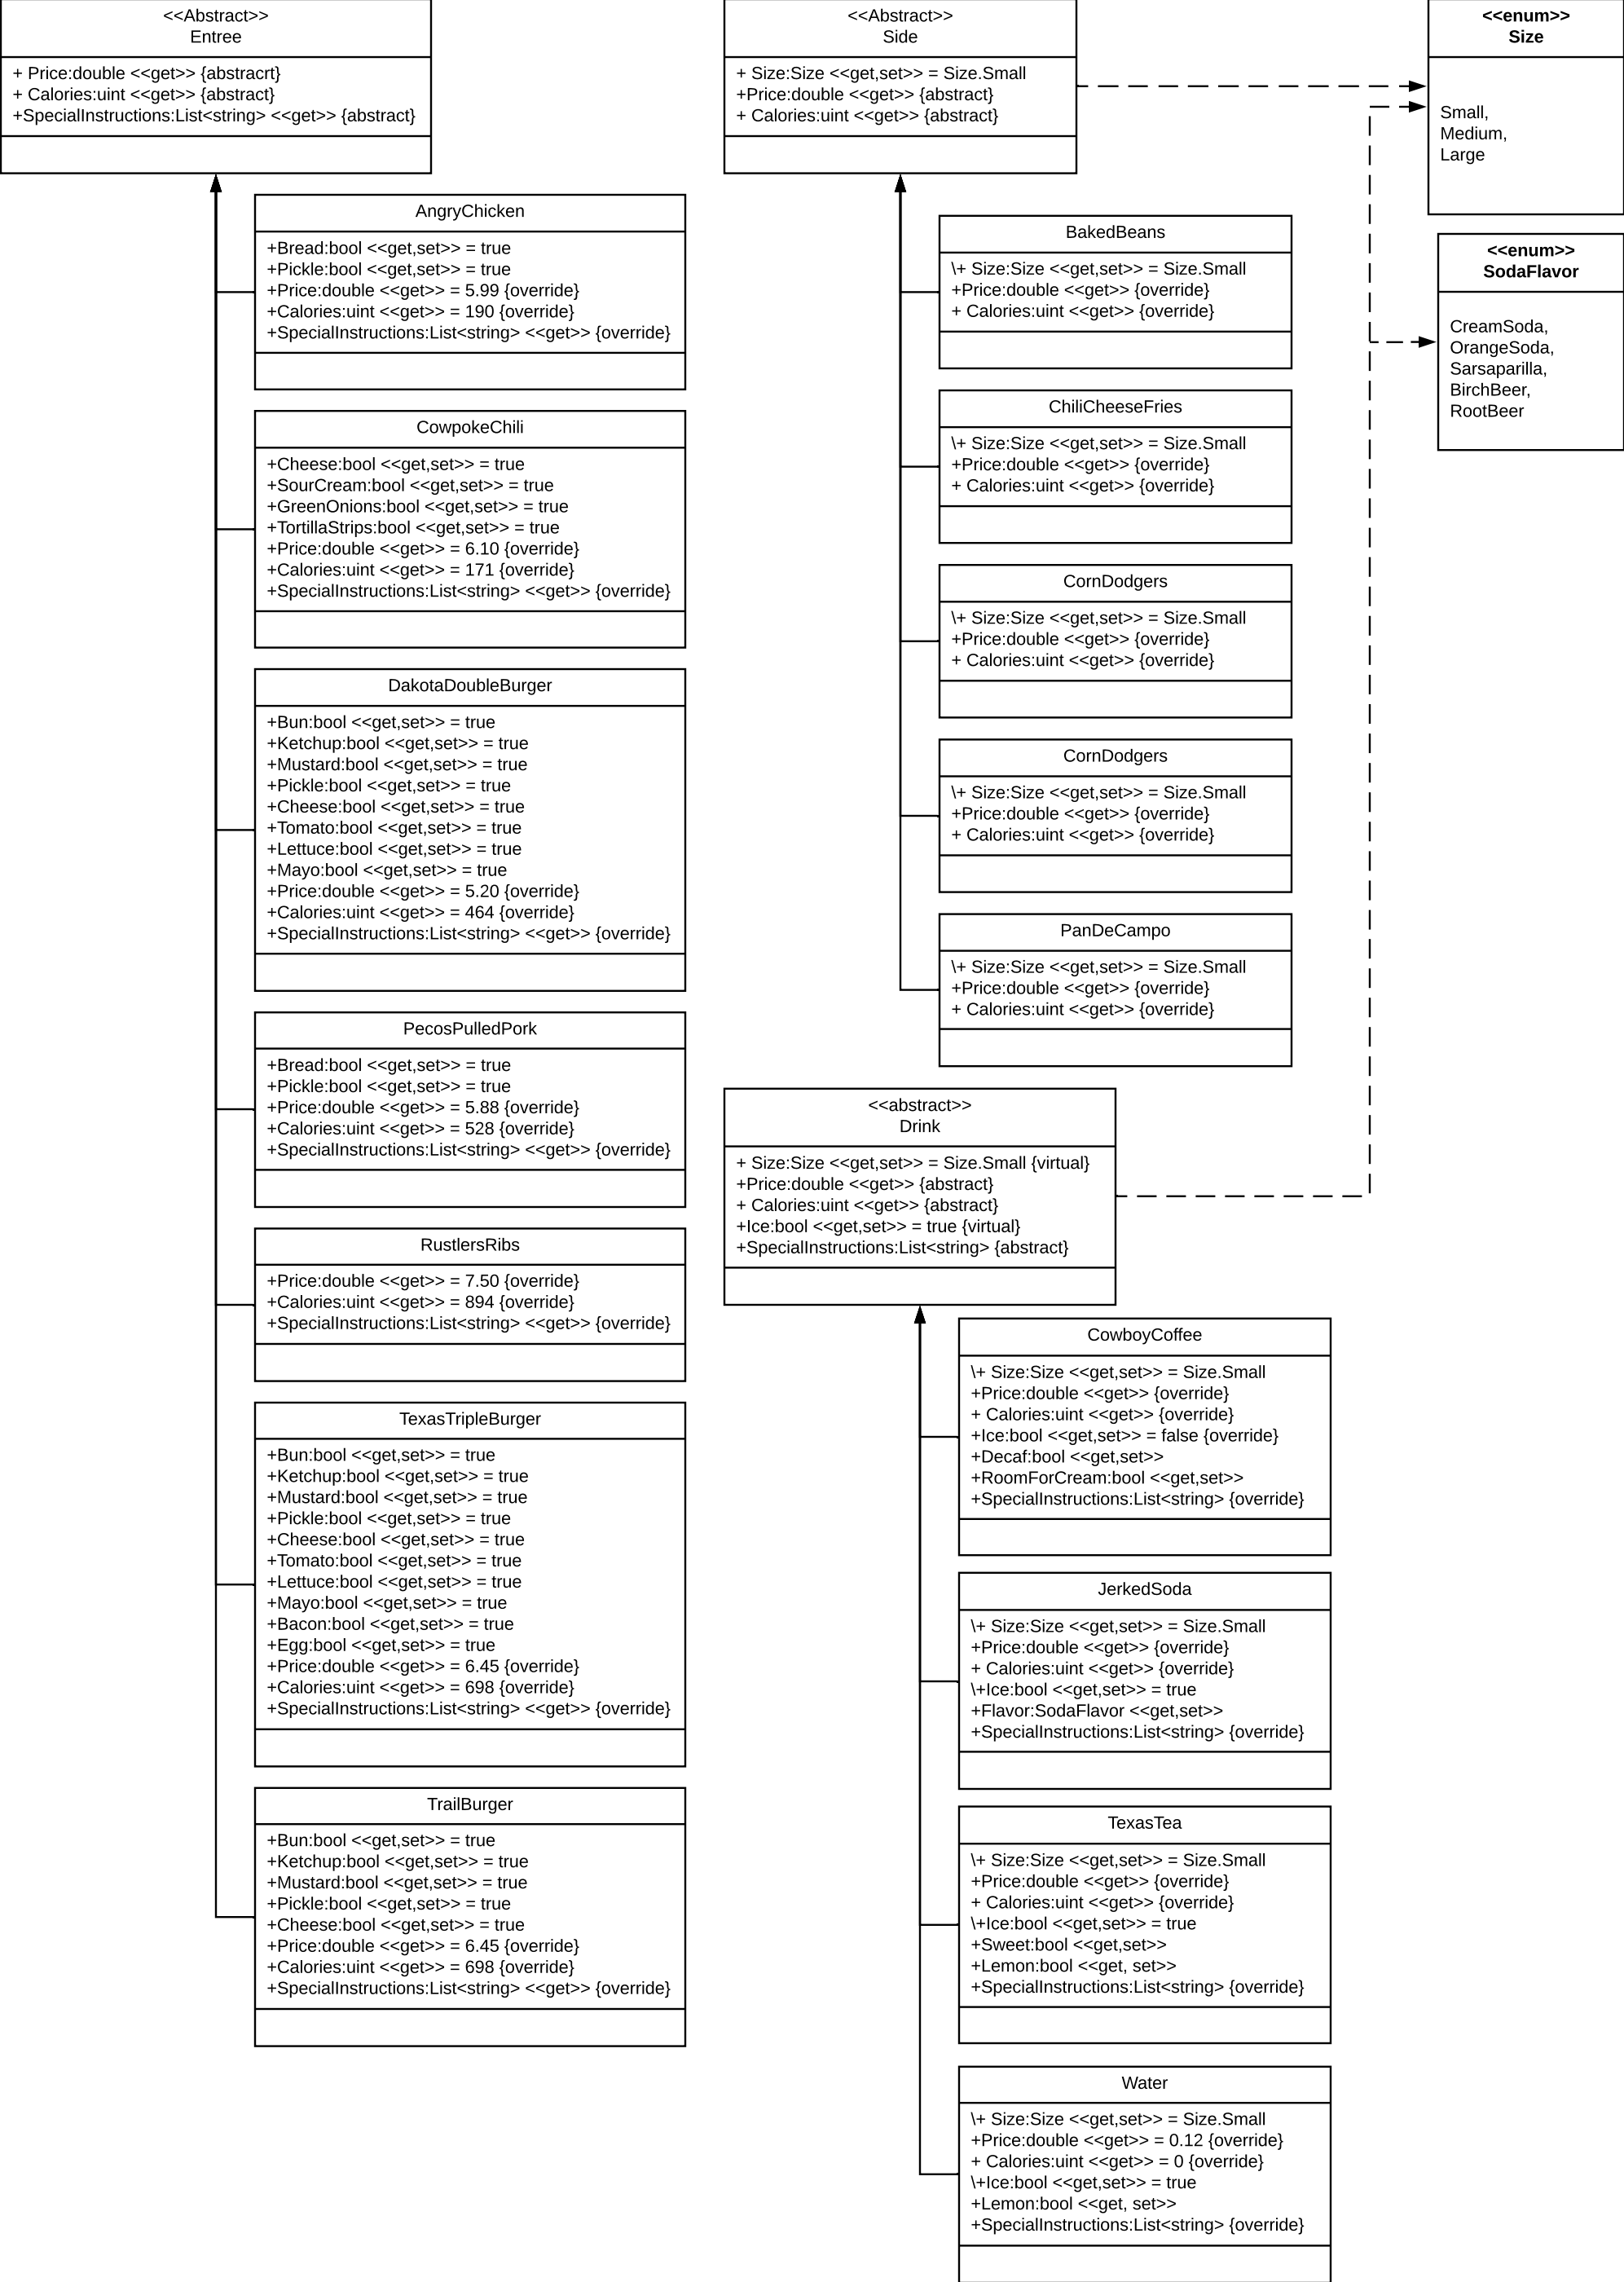 <<Abstract>>
Entree
+ Price:double <<get>> {abstracrt}
+ Calories:uint <<get>> {abstract}
+SpecialInstructions:List<string> <<get>> {abstract}
AngryChicken
+Bread:bool <<get,set>> = true
+Pickle:bool <<get,set>> = true
+Price:double <<get>> = 5.99 {override}
+Calories:uint <<get>> = 190 {override}
+SpecialInstructions:List<string> <<get>> {override}
CowpokeChili
+Cheese:bool <<get,set>> = true
+SourCream:bool <<get,set>> = true
+GreenOnions:bool <<get,set>> = true
+TortillaStrips:bool <<get,set>> = true
+Price:double <<get>> = 6.10 {override}
+Calories:uint <<get>> = 171 {override}
+SpecialInstructions:List<string> <<get>> {override}
DakotaDoubleBurger
+Bun:bool <<get,set>> = true
+Ketchup:bool <<get,set>> = true
+Mustard:bool <<get,set>> = true
+Pickle:bool <<get,set>> = true
+Cheese:bool <<get,set>> = true
+Tomato:bool <<get,set>> = true
+Lettuce:bool <<get,set>> = true
+Mayo:bool <<get,set>> = true
+Price:double <<get>> = 5.20 {override}
+Calories:uint <<get>> = 464 {override}
+SpecialInstructions:List<string> <<get>> {override}
PecosPulledPork
+Bread:bool <<get,set>> = true
+Pickle:bool <<get,set>> = true
+Price:double <<get>> = 5.88 {override}
+Calories:uint <<get>> = 528 {override}
+SpecialInstructions:List<string> <<get>> {override}
RustlersRibs
+Price:double <<get>> = 7.50 {override}
+Calories:uint <<get>> = 894 {override}
+SpecialInstructions:List<string> <<get>> {override}
TexasTripleBurger
+Bun:bool <<get,set>> = true
+Ketchup:bool <<get,set>> = true
+Mustard:bool <<get,set>> = true
+Pickle:bool <<get,set>> = true
+Cheese:bool <<get,set>> = true
+Tomato:bool <<get,set>> = true
+Lettuce:bool <<get,set>> = true
+Mayo:bool <<get,set>> = true
+Bacon:bool <<get,set>> = true
+Egg:bool <<get,set>> = true
+Price:double <<get>> = 6.45 {override}
+Calories:uint <<get>> = 698 {override}
+SpecialInstructions:List<string> <<get>> {override}
TrailBurger
+Bun:bool <<get,set>> = true
+Ketchup:bool <<get,set>> = true
+Mustard:bool <<get,set>> = true
+Pickle:bool <<get,set>> = true
+Cheese:bool <<get,set>> = true
+Price:double <<get>> = 6.45 {override}
+Calories:uint <<get>> = 698 {override}
+SpecialInstructions:List<string> <<get>> {override}
<<Abstract>>
Side
+ Size:Size <<get,set>> = Size.Small
+Price:double <<get>> {abstract}
+ Calories:uint <<get>> {abstract}
BakedBeans
\+ Size:Size <<get,set>> = Size.Small
+Price:double <<get>> {override}
+ Calories:uint <<get>> {override}
ChiliCheeseFries
\+ Size:Size <<get,set>> = Size.Small
+Price:double <<get>> {override}
+ Calories:uint <<get>> {override}
CornDodgers
\+ Size:Size <<get,set>> = Size.Small
+Price:double <<get>> {override}
+ Calories:uint <<get>> {override}
CornDodgers
\+ Size:Size <<get,set>> = Size.Small
+Price:double <<get>> {override}
+ Calories:uint <<get>> {override}
PanDeCampo
\+ Size:Size <<get,set>> = Size.Small
+Price:double <<get>> {override}
+ Calories:uint <<get>> {override}
<<abstract>>
Drink
+ Size:Size <<get,set>> = Size.Small {virtual}
+Price:double <<get>> {abstract}
+ Calories:uint <<get>> {abstract}
+Ice:bool <<get,set>> = true {virtual}
+SpecialInstructions:List<string> {abstract}
CowboyCoffee
\+ Size:Size <<get,set>> = Size.Small
+Price:double <<get>> {override}
+ Calories:uint <<get>> {override}
+Ice:bool <<get,set>> = false {override}
+Decaf:bool <<get,set>>
+RoomForCream:bool <<get,set>>
+SpecialInstructions:List<string> {override}
JerkedSoda
\+ Size:Size <<get,set>> = Size.Small
+Price:double <<get>> {override}
+ Calories:uint <<get>> {override}
\+Ice:bool <<get,set>> = true
+Flavor:SodaFlavor <<get,set>>
+SpecialInstructions:List<string> {override}
TexasTea
\+ Size:Size <<get,set>> = Size.Small
+Price:double <<get>> {override}
+ Calories:uint <<get>> {override}
\+Ice:bool <<get,set>> = true
+Sweet:bool <<get,set>>
+Lemon:bool <<get, set>>
+SpecialInstructions:List<string> {override}
Water
\+ Size:Size <<get,set>> = Size.Small
+Price:double <<get>> = 0.12 {override}
+ Calories:uint <<get>> = 0 {override}
\+Ice:bool <<get,set>> = true
+Lemon:bool <<get, set>>
+SpecialInstructions:List<string> {override}
<<enum>>
Size
Small,
Medium,
Large
<<enum>>
SodaFlavor
CreamSoda,
OrangeSoda,
Sarsaparilla,
BirchBeer,
RootBeer